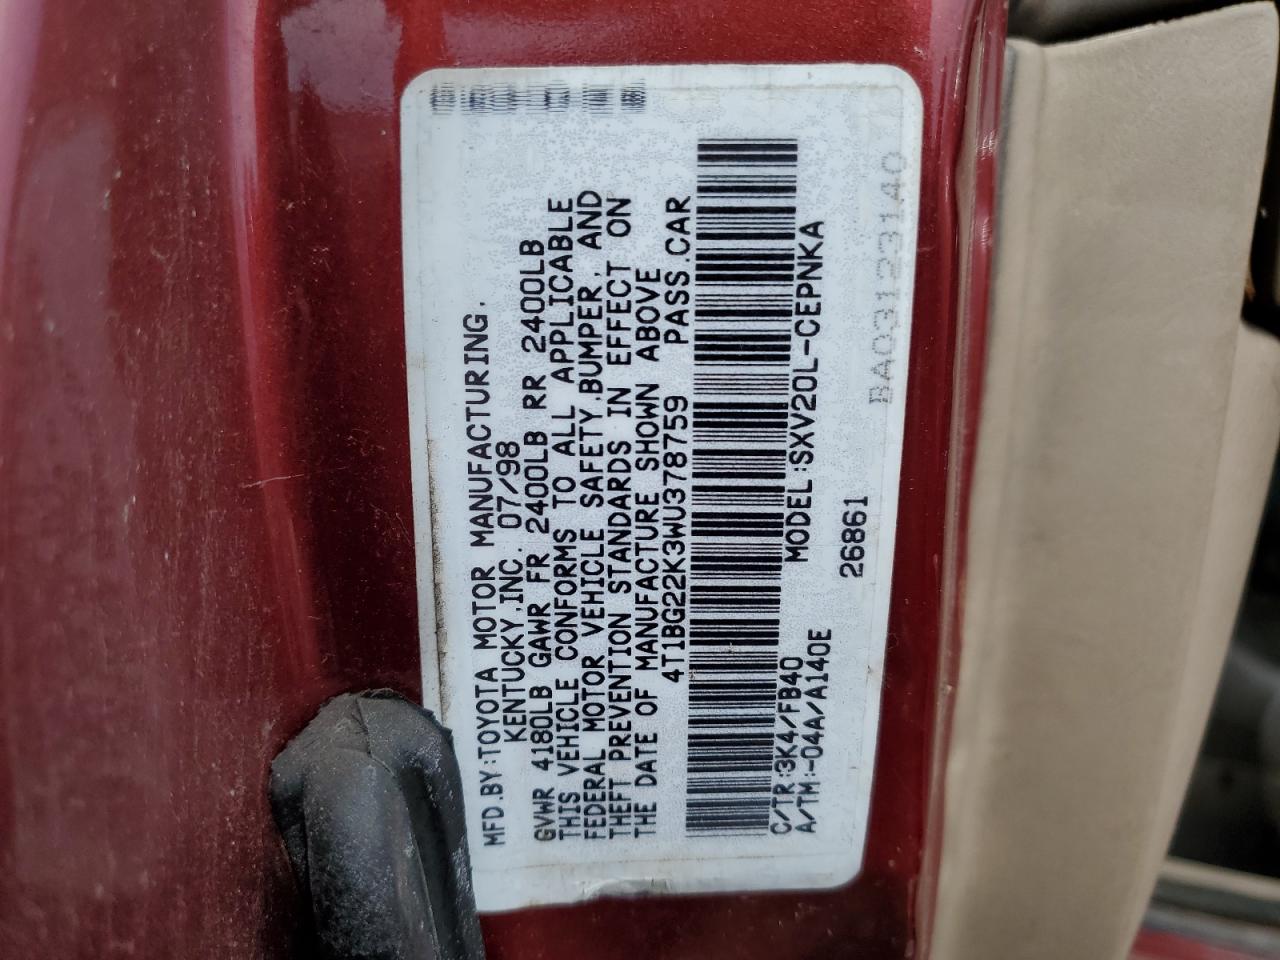 MFD.BY:TOYOTA MOTOR MANUFACTURING.
KENTUCKY,INC. 07/98
GVWR 4180LB GAWR FR 2400LB RR 2400LB
THIS VEHICLE CONFORMS TO ALL APPLICABLE
FEDERAL MOTOR VEHICLE SAFETY,BUMPER, AND
THEFT PREVENTION STANDARDS IN EFFECT ON
THE DATE OF MANUFACTURE SHOWN ABOVE
4T1BG22K3WU378759 PASS.CAR
C/TR:3K4/FB40 MODEL:SXV20L-CEPNKA
A/TM:-04A/A140E 26861
BA03123140